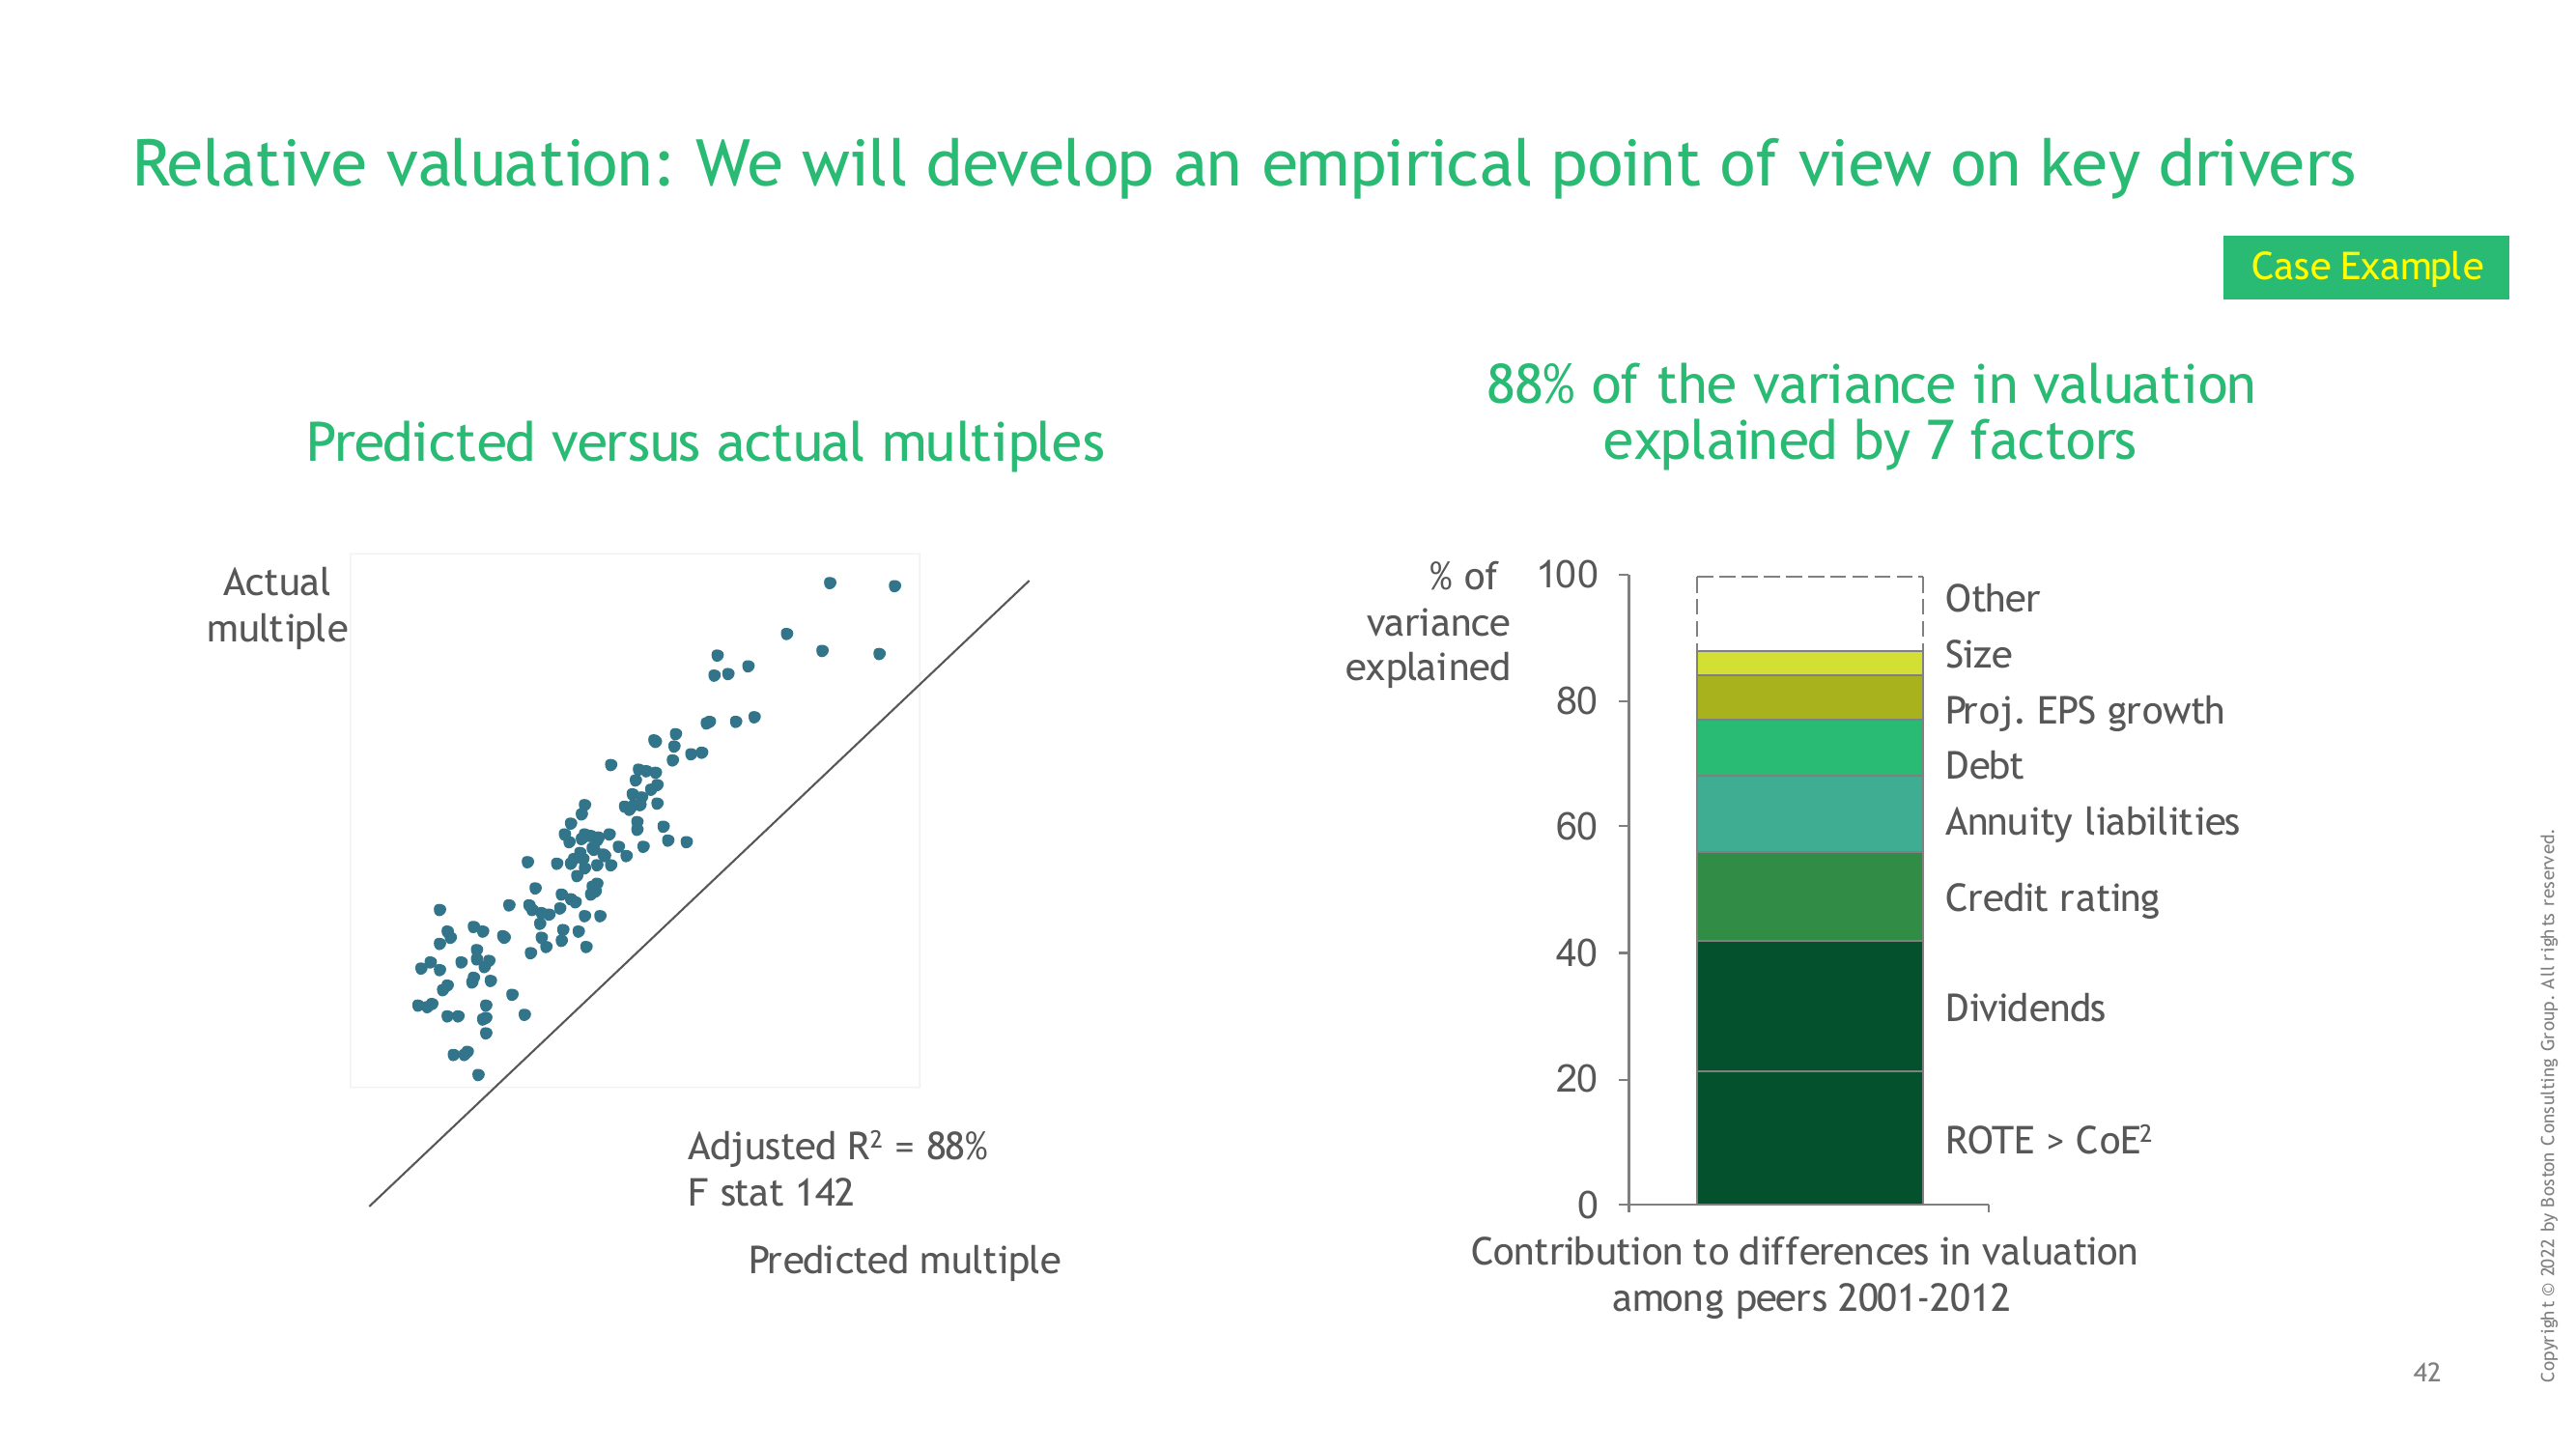 Relative valuation: We will develop an empirical point of view on key drivers
Case Example
Predicted versus actual multiples
Actual
multiple
Adjusted R² = 88%
F stat 142
Predicted multiple
88% of the variance in valuation
explained by 7 factors
% of
variance
explained
100
80
60
40
20
0
Other
Size
Proj. EPS growth
Debt
Annuity liabilities
Credit rating
Dividends
ROTE > CoE²
Contribution to differences in valuation
among peers 2001-2012
42
Copyright © 2022 by Boston Consulting Group. All rights reserved.